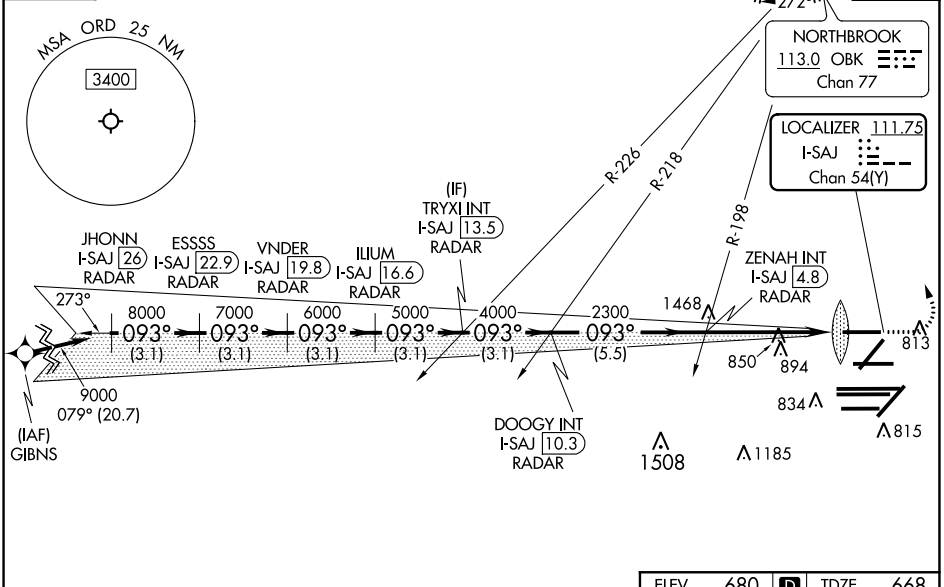 MSA ORD 25 NM
3400
272°
NORTHBROOK
113.0 OBK
Chan 77
LOCALIZER 111.75
I-SAJ
Chan 54(Y)
R-226
R-218
R-198
(IF)
TRYXI INT
I-SAJ 13.5
RADAR
JHONN
I-SAJ 26
RADAR
ESSSS
I-SAJ 22.9
RADAR
VNDER
I-SAJ 19.8
RADAR
ILIUM
I-SAJ 16.6
RADAR
ZENAH INT
I-SAJ 4.8
RADAR
273°
8000
093°
(3.1)
7000
093°
(3.1)
6000
093°
(3.1)
5000
093°
(3.1)
4000
093°
(3.1)
2300
093°
(5.5)
1468
850
894
813
834
815
9000
079° (20.7)
(IAF)
GIBNS
DOOGY INT
I-SAJ 10.3
RADAR
1508
1185
ELEV 680 D TDZE 668